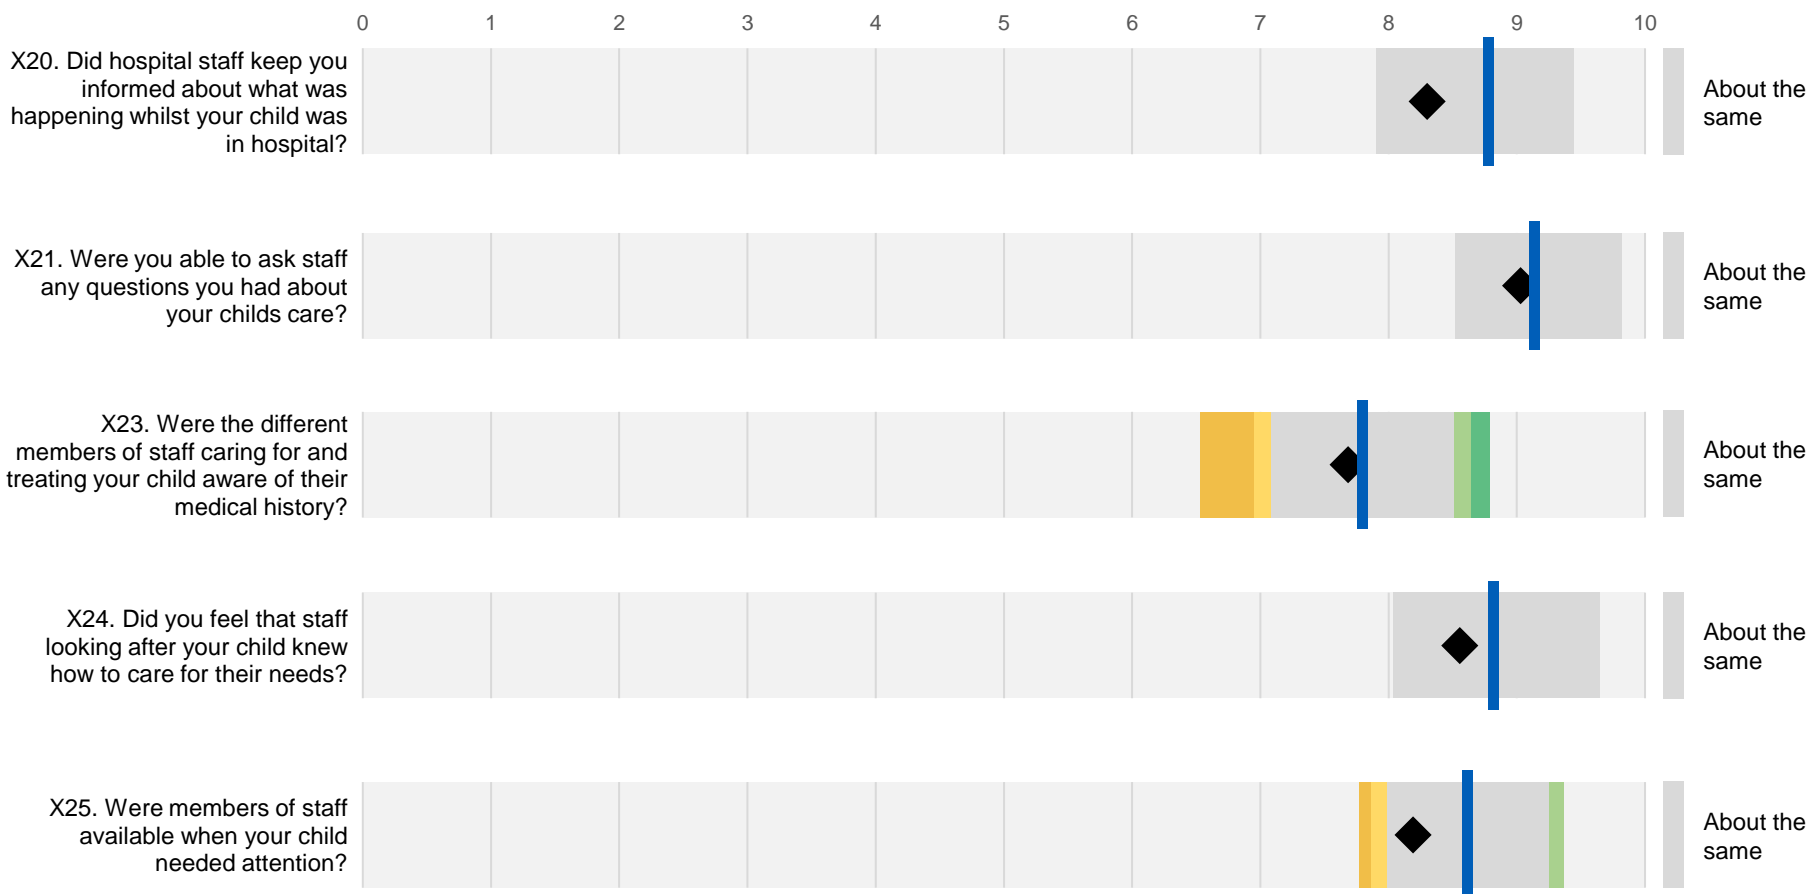 0 1 2 3 4 5 6 7 8 9 10
X20. Did hospital staff keep you
informed about what was
happening whilst your child was
in hospital?
About the
same
X21. Were you able to ask staff
any questions you had about
your childs care?
About the
same
X23. Were the different
members of staff caring for and
treating your child aware of their
medical history?
About the
same
X24. Did you feel that staff
looking after your child knew
how to care for their needs?
About the
same
X25. Were members of staff
available when your child
needed attention?
About the
same